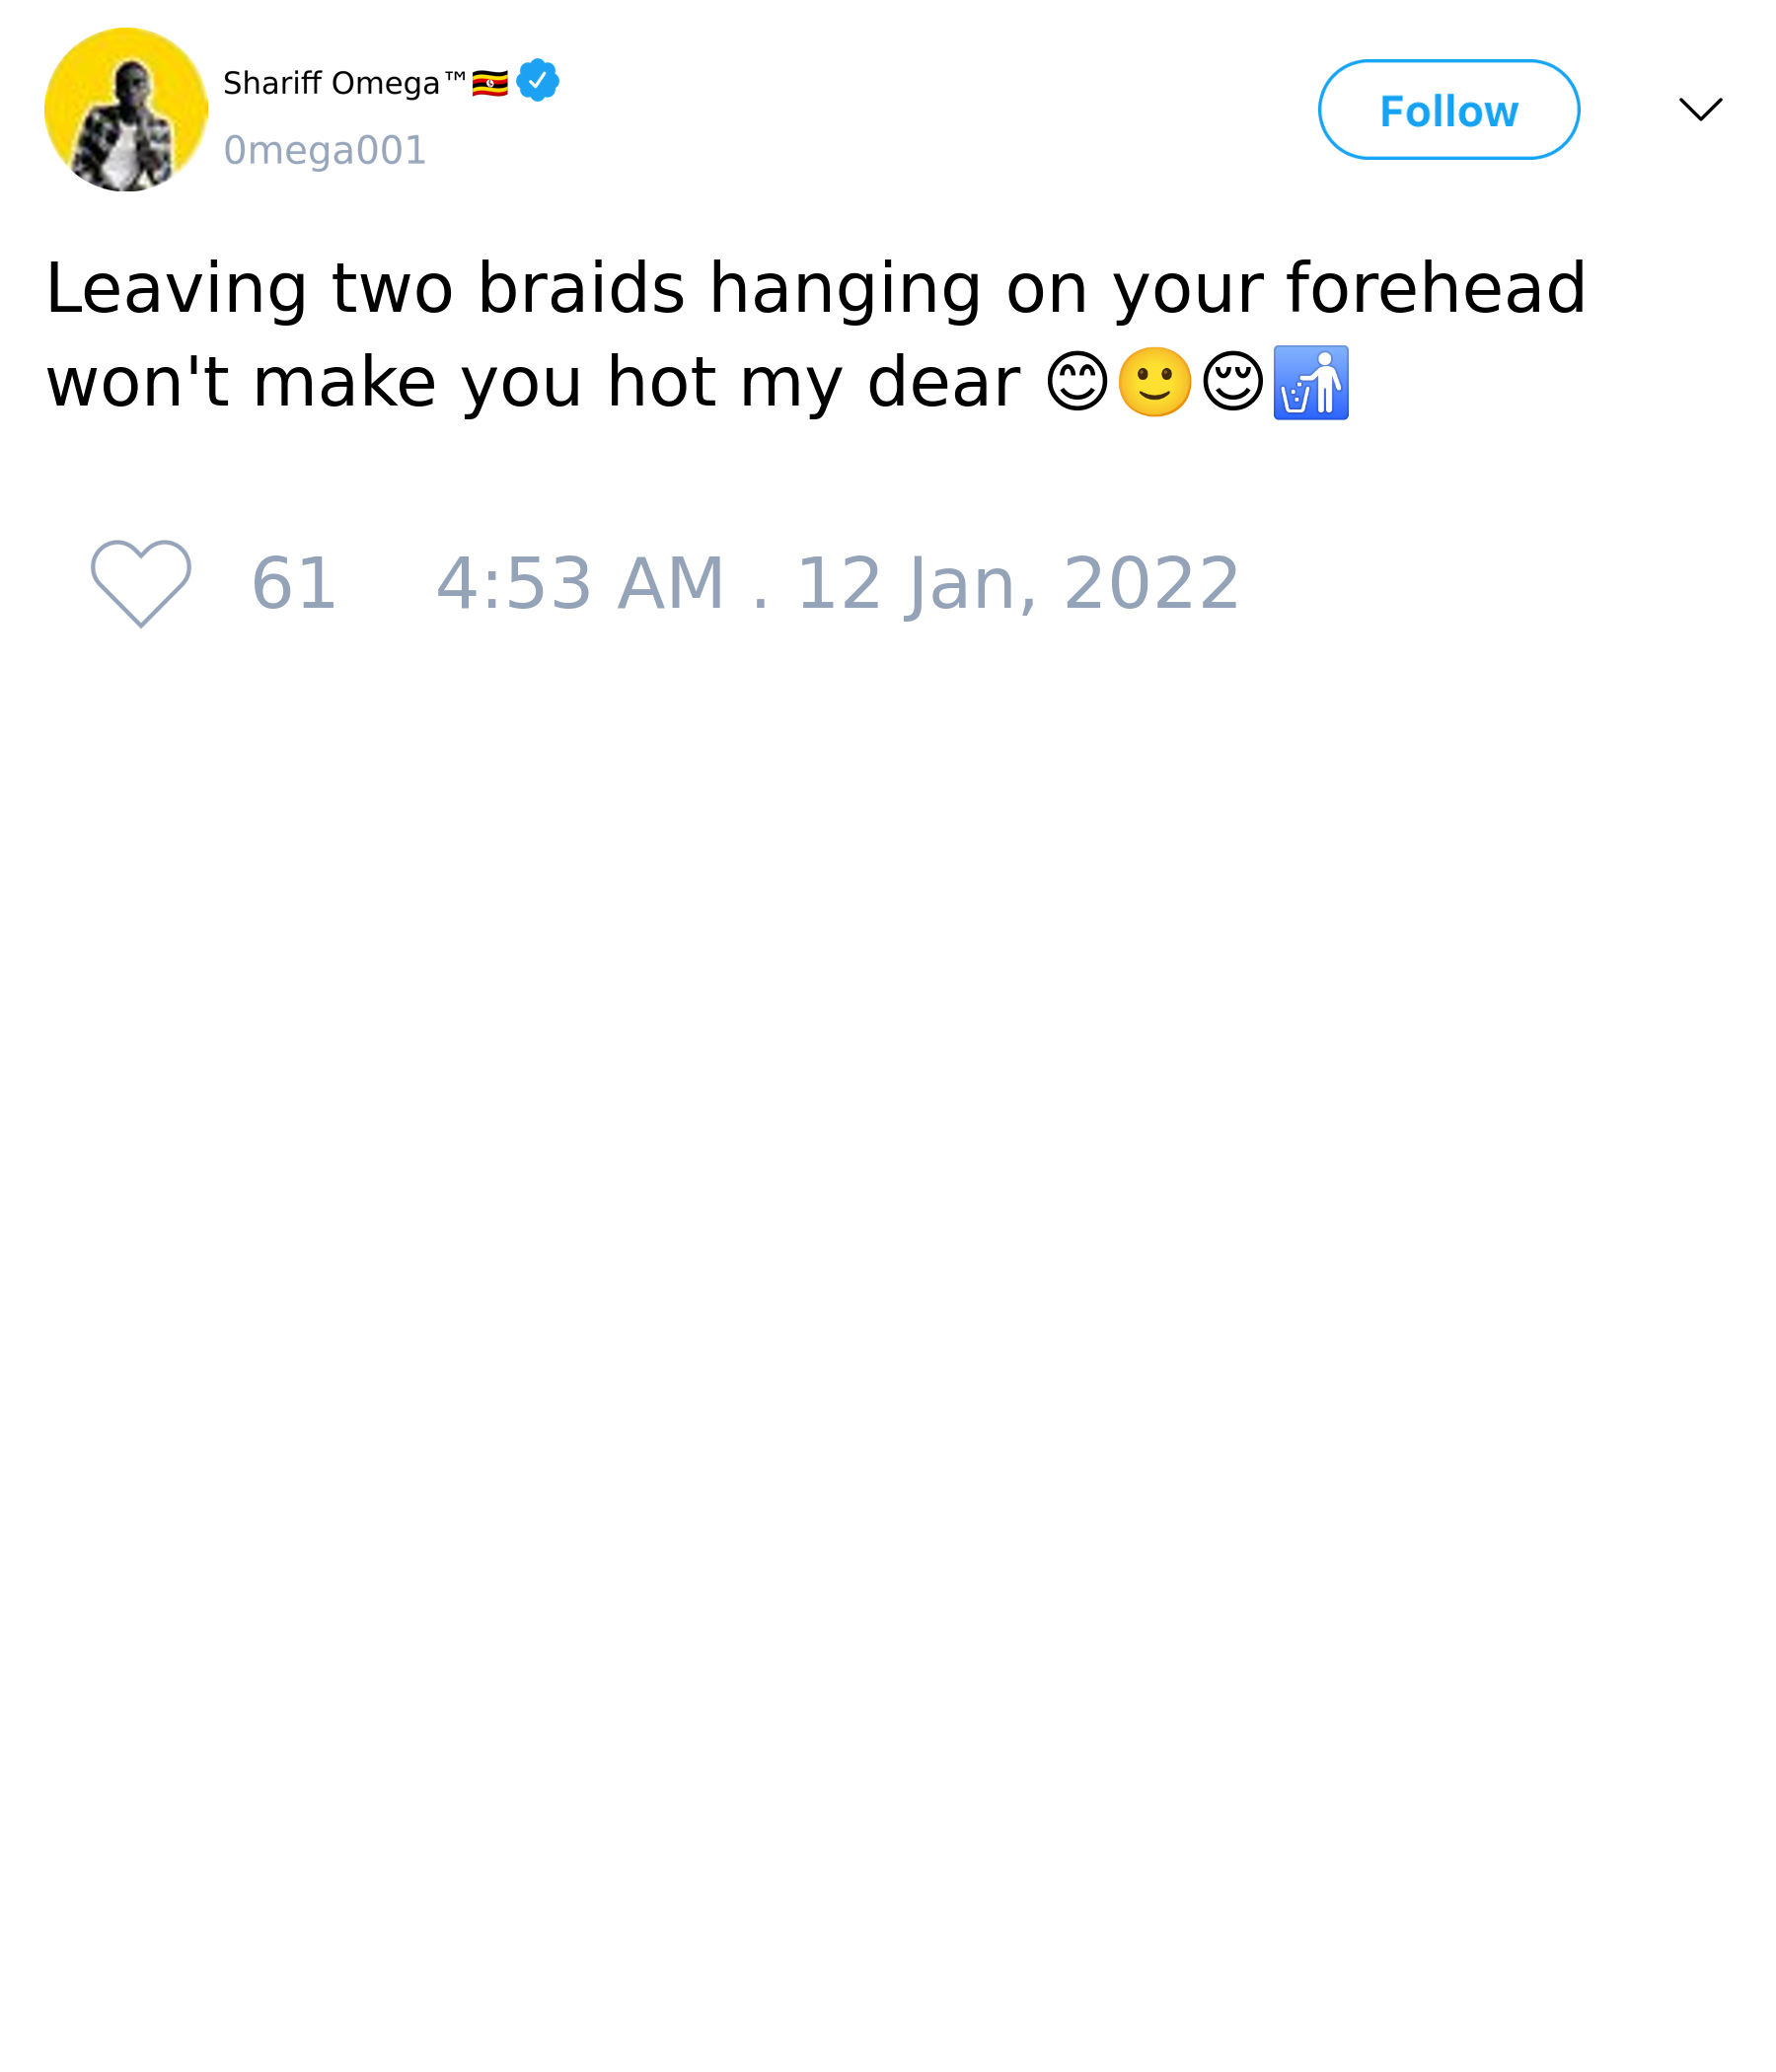 Shariff Omega™🇺🇬
0mega001
Follow
Leaving two braids hanging on your forehead
won't make you hot my dear 😊🙂😌🚮
61 4:53 AM . 12 Jan, 2022